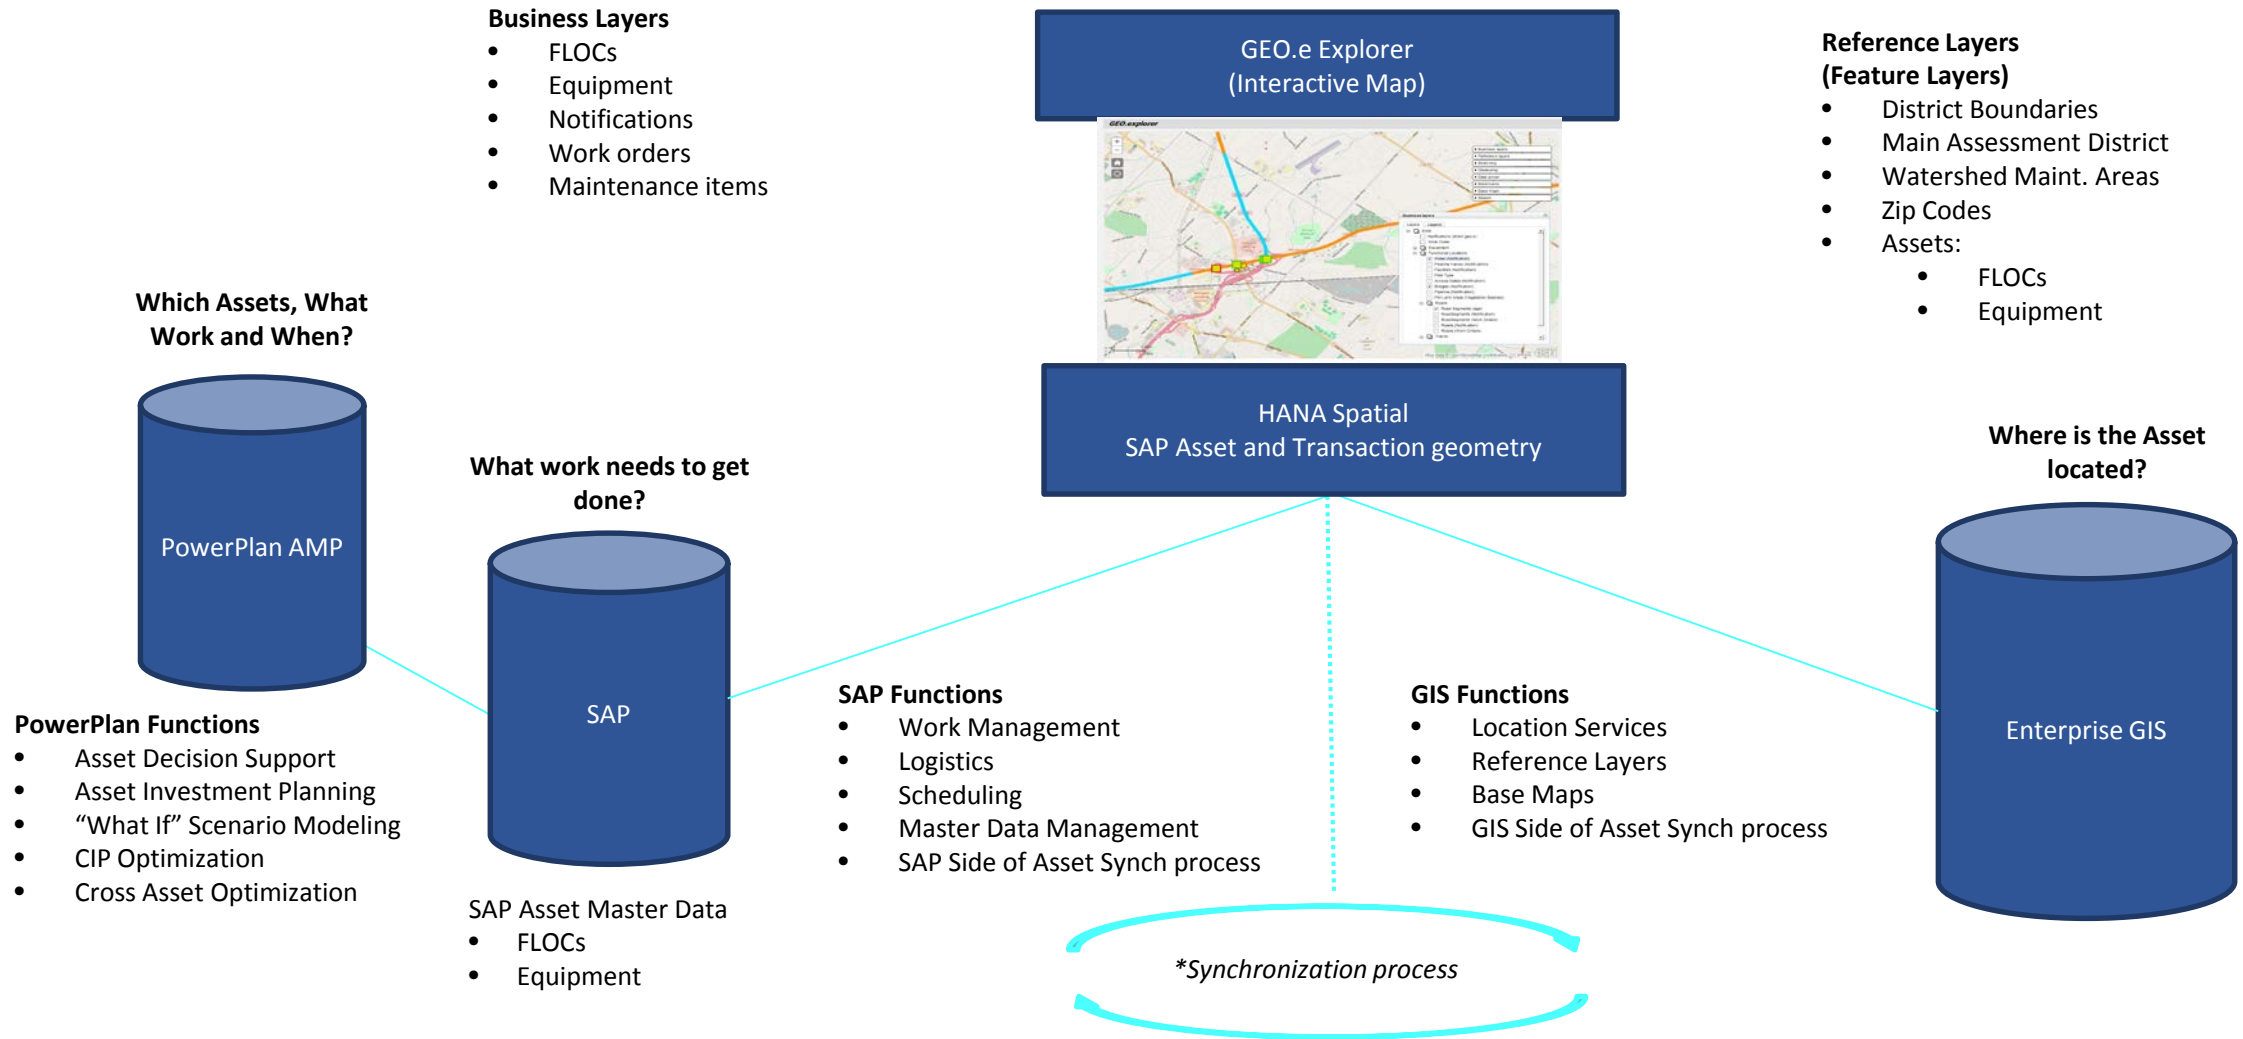 Business Layers
• FLOCs
• Equipment
• Notifications
• Work orders
• Maintenance items
GEO.e Explorer
(Interactive Map)
GEO.explorer
Reference Layers
(Feature Layers)
• District Boundaries
• Main Assessment District
• Watershed Maint. Areas
• Zip Codes
• Assets:
• FLOCs
• Equipment
HANA Spatial
SAP Asset and Transaction geometry
Which Assets, What
Work and When?
PowerPlan AMP
What work needs to get
done?
SAP
Where is the Asset
located?
Enterprise GIS
PowerPlan Functions
• Asset Decision Support
• Asset Investment Planning
• “What If” Scenario Modeling
• CIP Optimization
• Cross Asset Optimization
SAP Asset Master Data
• FLOCs
• Equipment
SAP Functions
• Work Management
• Logistics
• Scheduling
• Master Data Management
• SAP Side of Asset Synch process
GIS Functions
• Location Services
• Reference Layers
• Base Maps
• GIS Side of Asset Synch process
*Synchronization process